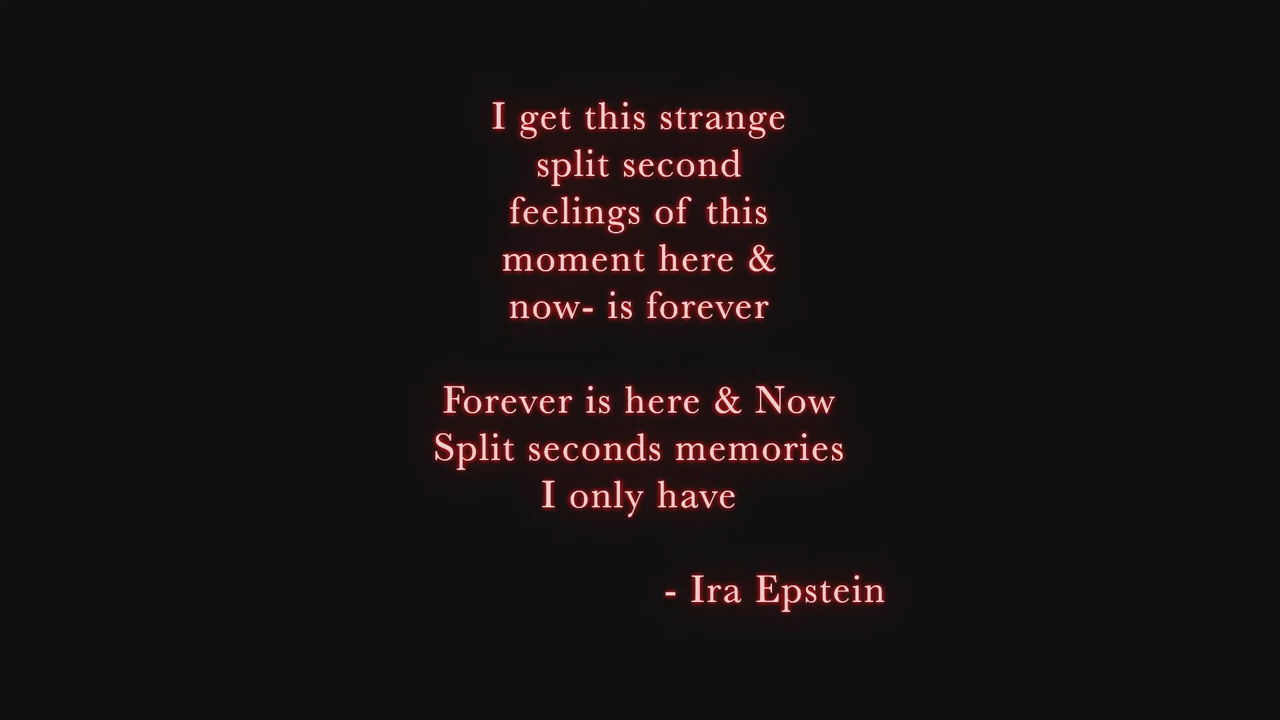 I get this strange
split second
feelings of this
moment here &
now- is forever
Forever is here & Now
Split seconds memories
I only have
- Ira Epstein